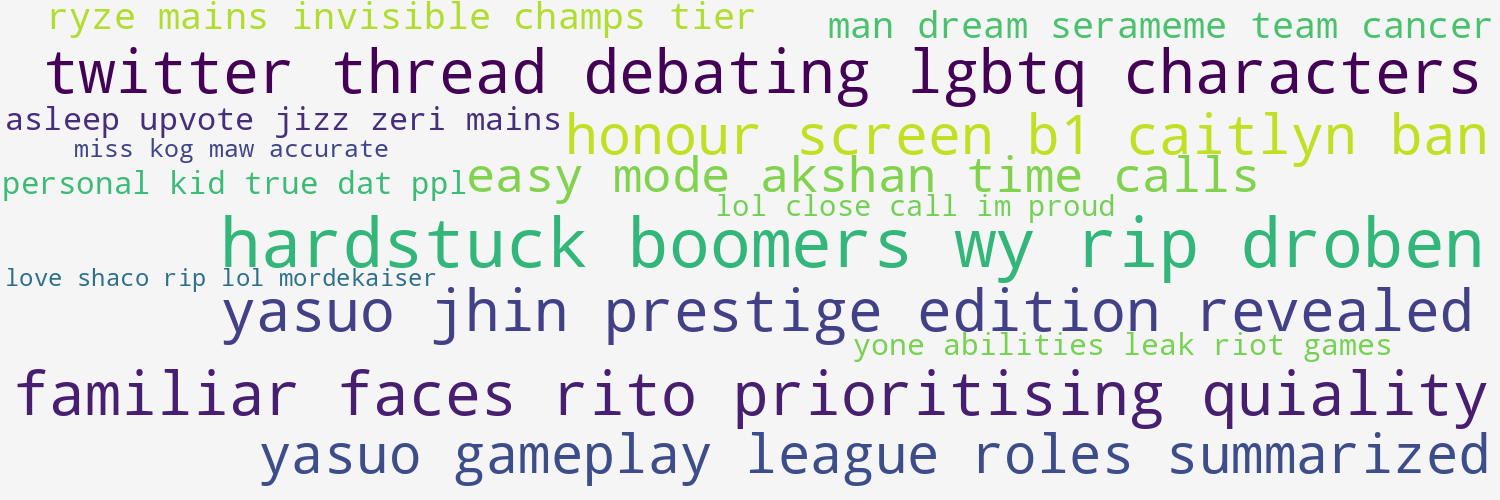 ryze mains invisible champs tier
man dream serameme team cancer
twitter thread debating lgbtq characters
asleep upvote jizz zeri mains
honour screen b1 caitlyn ban
miss kog maw accurate
personal kid true dat ppl
easy mode akshan time calls
lol close call im proud
hardstuck boomers wy rip droben
love shaco rip lol mordekaiser
yasuo jhin prestige edition revealed
yone abilities leak riot games
familiar faces rito prioritising quiality
yasuo gameplay league roles summarized